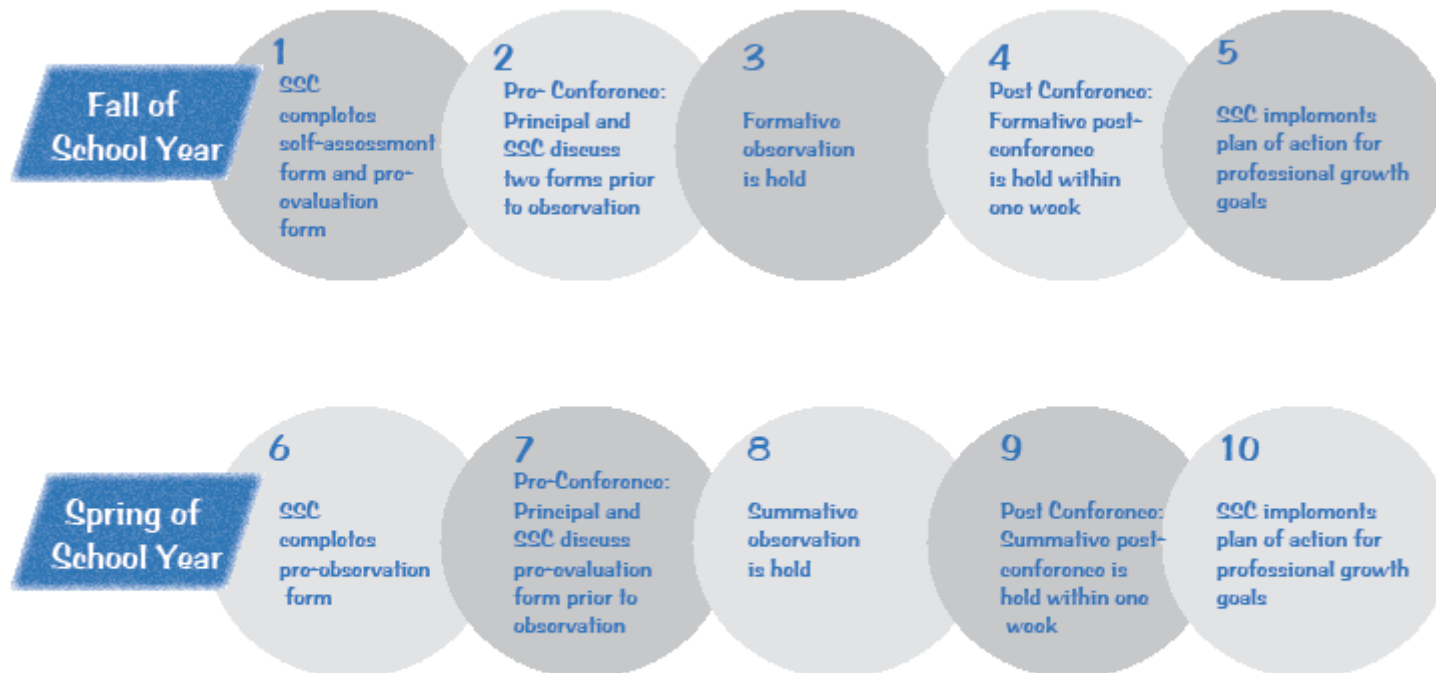 Fall of
School Year
1
SSC
completes
self-assessment
form and pre-
evaluation
form
2
Pre- Conference:
Principal and
SSC discuss
two forms prior
to observation
3
Formative
observation
is held
4
Post Conference:
Formative post-
conference
is held within
one week
5
SSC implements
plan of action for
professional growth
goals
Spring of
School Year
6
SSC
completes
pre-observation
form
7
Pre-Conference:
Principal and
SSC discuss
pre-evaluation
form prior to
observation
8
Summative
observation
is held
9
Post Conference:
Summative post-
conference is
held within one
week
10
SSC implements
plan of action for
professional growth
goals